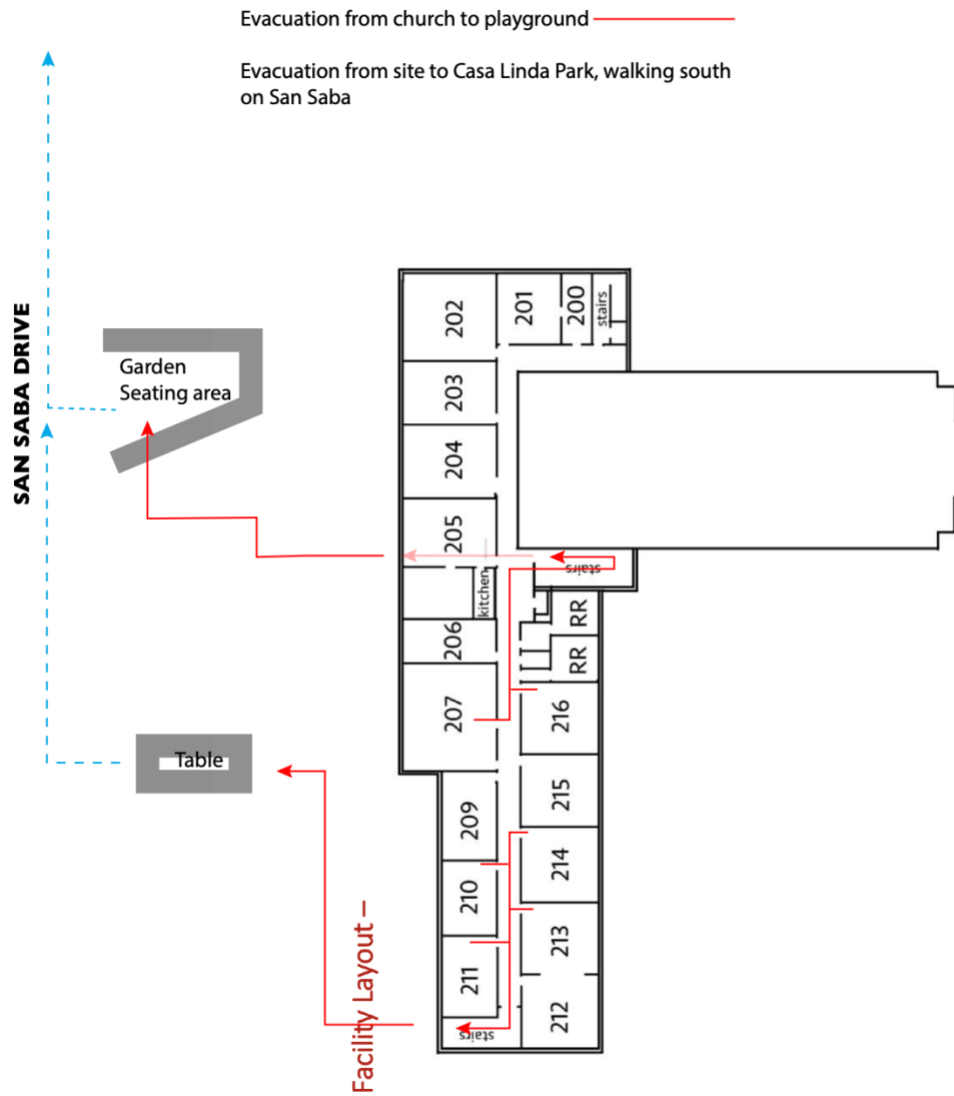 Evacuation from church to playground
Evacuation from site to Casa Linda Park, walking south
on San Saba
SAN SABA DRIVE
Garden
Seating area
202
201
200
stairs
203
204
205
stairs
kitchen
RR
206
RR
207
216
Table
215
209
214
210
213
211
212
stairs
Facility Layout –